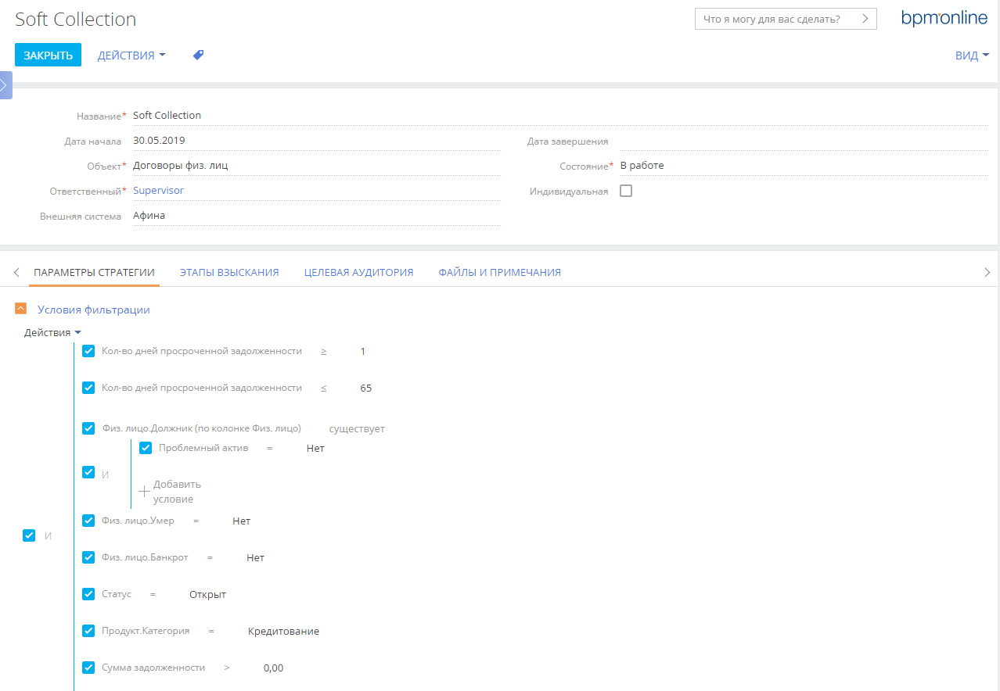 Soft Collection
Что я могу для вас сделать?
bpm'online
ЗАКРЫТЬ
ДЕЙСТВИЯ
ВИД
Название* Soft Collection
Дата начала 30.05.2019
Дата завершения
Объект* Договоры физ. лиц
Состояние* В работе
Ответственный* Supervisor
Индивидуальная
Внешняя система Афина
ПАРАМЕТРЫ СТРАТЕГИИ ЭТАПЫ ВЗЫСКАНИЯ ЦЕЛЕВАЯ АУДИТОРИЯ ФАЙЛЫ И ПРИМЕЧАНИЯ
Условия фильтрации
Действия
Кол-во дней просроченной задолженности ≥ 1
Кол-во дней просроченной задолженности ≤ 65
Физ. лицо.Должник (по колонке Физ. лицо) существует
Проблемный актив = Нет
И
Добавить
условие
Физ. лицо.Умер = Нет
И
Физ. лицо.Банкрот = Нет
Статус = Открыт
Продукт.Категория = Кредитование
Сумма задолженности > 0,00